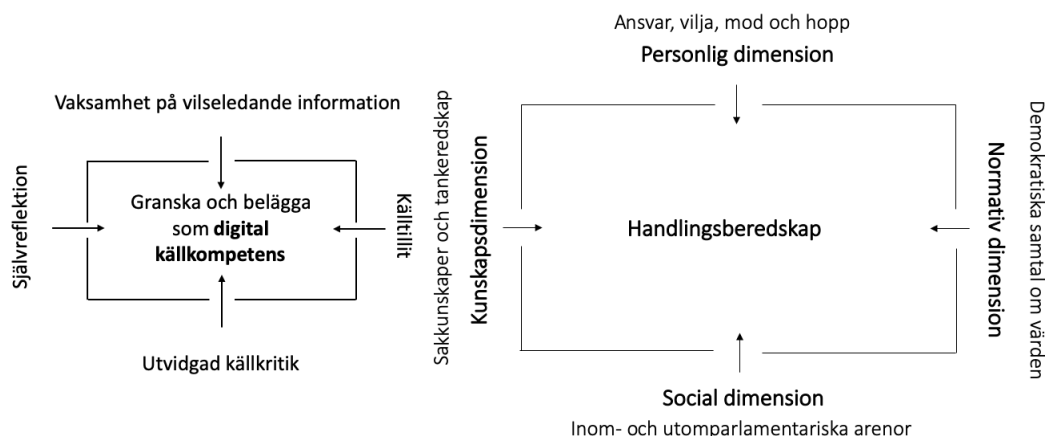 Vaksamhet på vilseledande information
Självreflektion
Granska och belägga
som digital
källkompetens
Källtillit
Utvidgad källkritik
Ansvar, vilja, mod och hopp
Personlig dimension
Sakkunskaper och tankeredskap
Kunskapsdimension
Handlingsberedskap
Normativ dimension
Demokratiska samtal om värden
Social dimension
Inom- och utomparlamentariska arenor